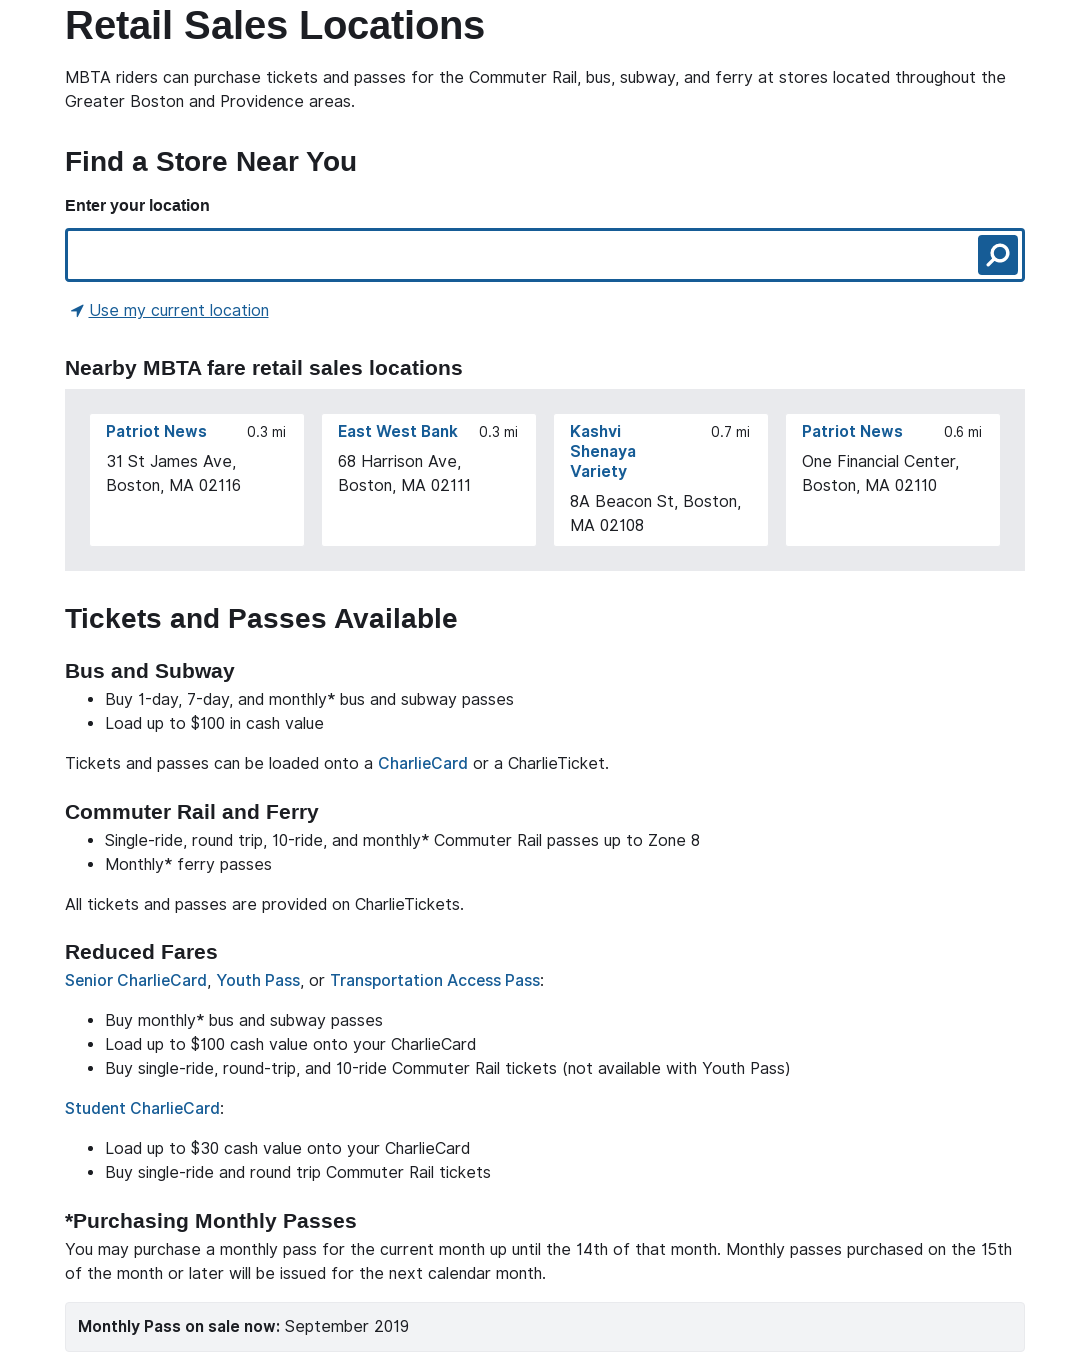 Retail Sales Locations
MBTA riders can purchase tickets and passes for the Commuter Rail, bus, subway, and ferry at stores located throughout the
Greater Boston and Providence areas.
Find a Store Near You
Enter your location
Use my current location
Nearby MBTA fare retail sales locations
Patriot News 0.3 mi
31 St James Ave,
Boston, MA 02116
East West Bank 0.3 mi
68 Harrison Ave,
Boston, MA 02111
Kashvi 0.7 mi
Shenaya
Variety
8A Beacon St, Boston,
MA 02108
Patriot News 0.6 mi
One Financial Center,
Boston, MA 02110
Tickets and Passes Available
Bus and Subway
• Buy 1-day, 7-day, and monthly* bus and subway passes
• Load up to $100 in cash value
Tickets and passes can be loaded onto a CharlieCard or a CharlieTicket.
Commuter Rail and Ferry
• Single-ride, round trip, 10-ride, and monthly* Commuter Rail passes up to Zone 8
• Monthly* ferry passes
All tickets and passes are provided on CharlieTickets.
Reduced Fares
Senior CharlieCard, Youth Pass, or Transportation Access Pass:
• Buy monthly* bus and subway passes
• Load up to $100 cash value onto your CharlieCard
• Buy single-ride, round-trip, and 10-ride Commuter Rail tickets (not available with Youth Pass)
Student CharlieCard:
• Load up to $30 cash value onto your CharlieCard
• Buy single-ride and round trip Commuter Rail tickets
*Purchasing Monthly Passes
You may purchase a monthly pass for the current month up until the 14th of that month. Monthly passes purchased on the 15th
of the month or later will be issued for the next calendar month.
Monthly Pass on sale now: September 2019